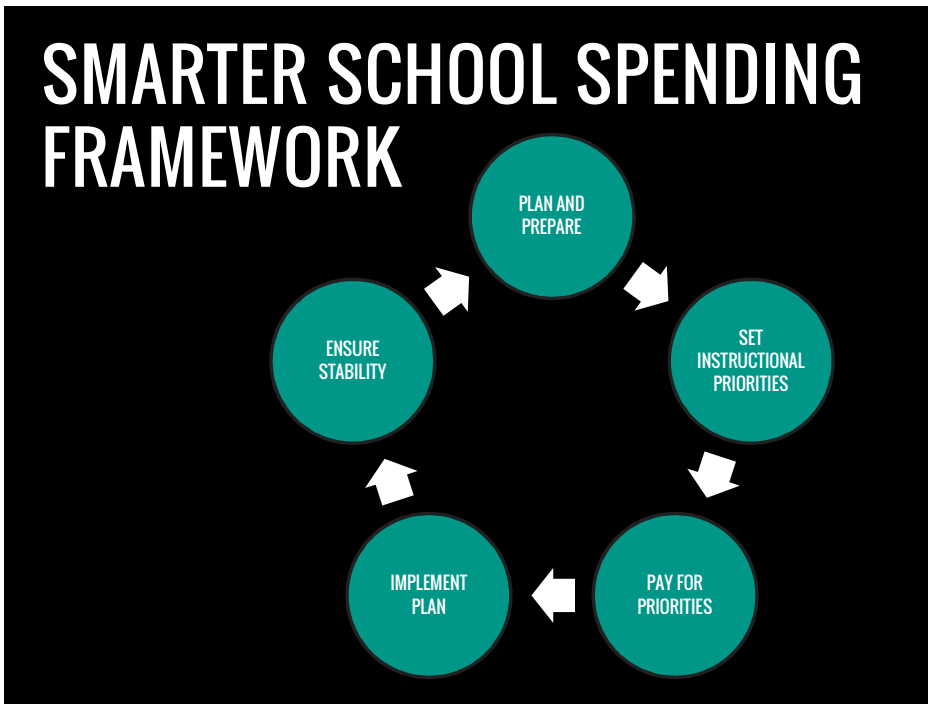 SMARTER SCHOOL SPENDING
FRAMEWORK
PLAN AND
PREPARE
SET
INSTRUCTIONAL
PRIORITIES
PAY FOR
PRIORITIES
IMPLEMENT
PLAN
ENSURE
STABILITY